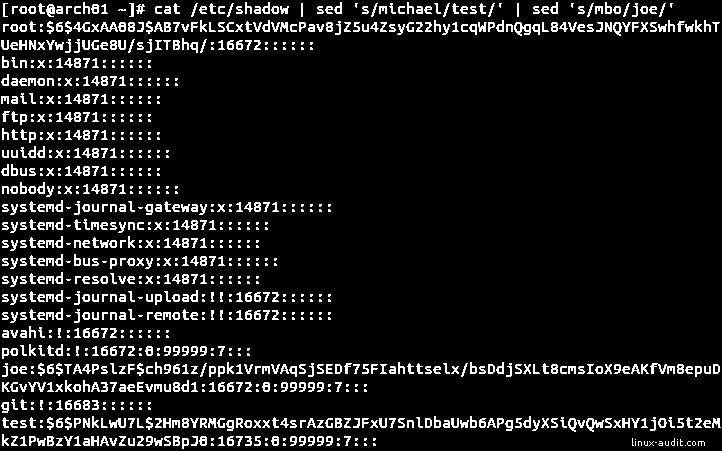 [root@arch01 ~]# cat /etc/shadow | sed 's/michael/test/' | sed 's/mbo/joe/'
root:$6$4GxAA08J$AB7vFkLSCxtVdVMcPav8jZ5u4ZsyG22hy1cqWPdnQgqL84VesJNQYFXSwhfwkhT
UeHNxYwjjUGe8U/sjITBhq/:16672::::::
bin:x:14871::::::
daemon:x:14871::::::
mail:x:14871::::::
ftp:x:14871::::::
http:x:14871::::::
uuidd:x:14871::::::
dbus:x:14871::::::
nobody:x:14871::::::
systemd-journal-gateway:x:14871::::::
systemd-timesync:x:14871::::::
systemd-network:x:14871::::::
systemd-bus-proxy:x:14871::::::
systemd-resolve:x:14871::::::
systemd-journal-upload:!!:16672::::::
systemd-journal-remote:!!:16672::::::
avahi:!:16672::::::
polkitd:!:16672:0:99999:7:::
joe:$6$TA4PslzF$ch961z/ppk1VrmVAqSjSEDf75FIahttselx/bsDdjSXLt8cmsIoX9eAKfVm8epuD
KGvYV1xkohA37aeEvmu8d1:16672:0:99999:7:::
git:!:16683::::::
test:$6$PNkLwU7L$2Hm8YRMGgRoxxt4srAzGBZJFxU7SnlDbaUwb6APg5dyXSiQvQwSxHY1jOi5t2eM
kZ1PwBzY1aHAvZu29wSBpJ0:16735:0:99999:7:::
linux-audit.com